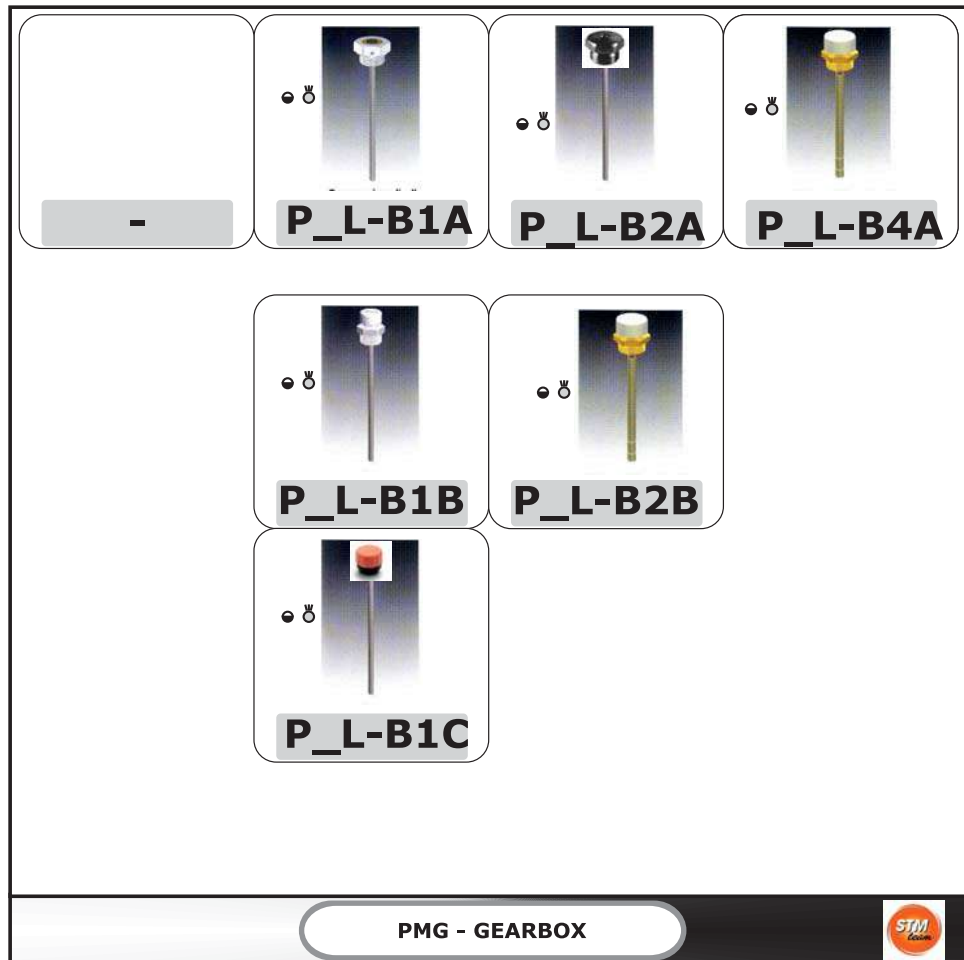 -
P_L-B1A
P_L-B2A
P_L-B4A
P_L-B1B
P_L-B2B
P_L-B1C
PMG - GEARBOX
STM
team